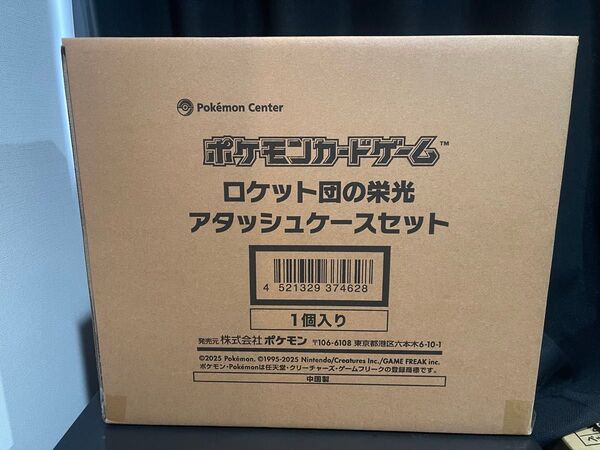 Pokémon Center
ポケモンカードゲーム™
ロケット団の栄光
アタッシュケースセット
4 521329 374628
1個入り
発売元 株式会社ポケモン 〒106-6108 東京都港区六本木6-10-1
©2025 Pokémon. ©1995-2025 Nintendo/Creatures Inc./GAME FREAK inc.
ポケモン・Pokémonは任天堂・クリーチャーズ・ゲームフリークの登録商標です。
中国製